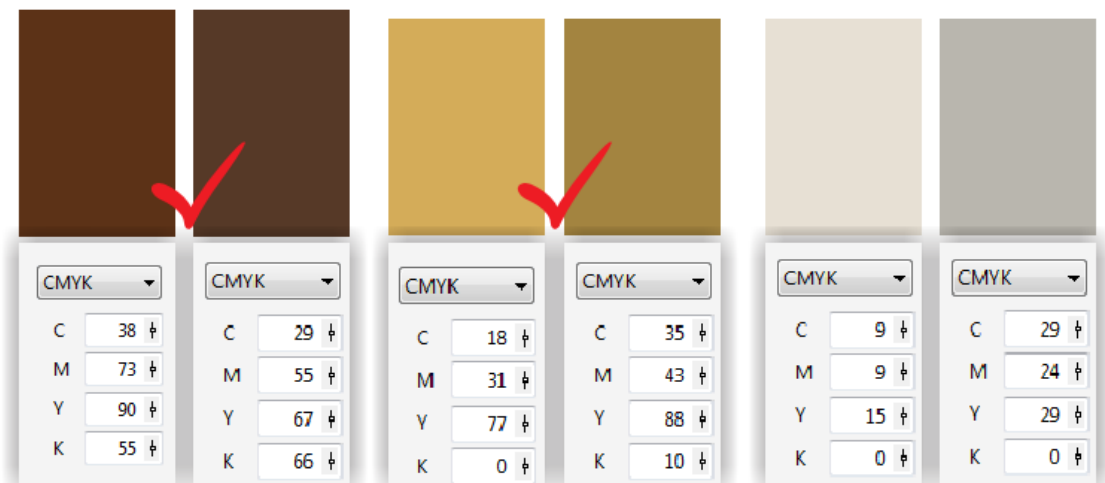 CMYK
C 38
M 73
Y 90
K 55
CMYK
C 29
M 55
Y 67
K 66
CMYK
C 18
M 31
Y 77
K 0
CMYK
C 35
M 43
Y 88
K 10
CMYK
C 9
M 9
Y 15
K 0
CMYK
C 29
M 24
Y 29
K 0